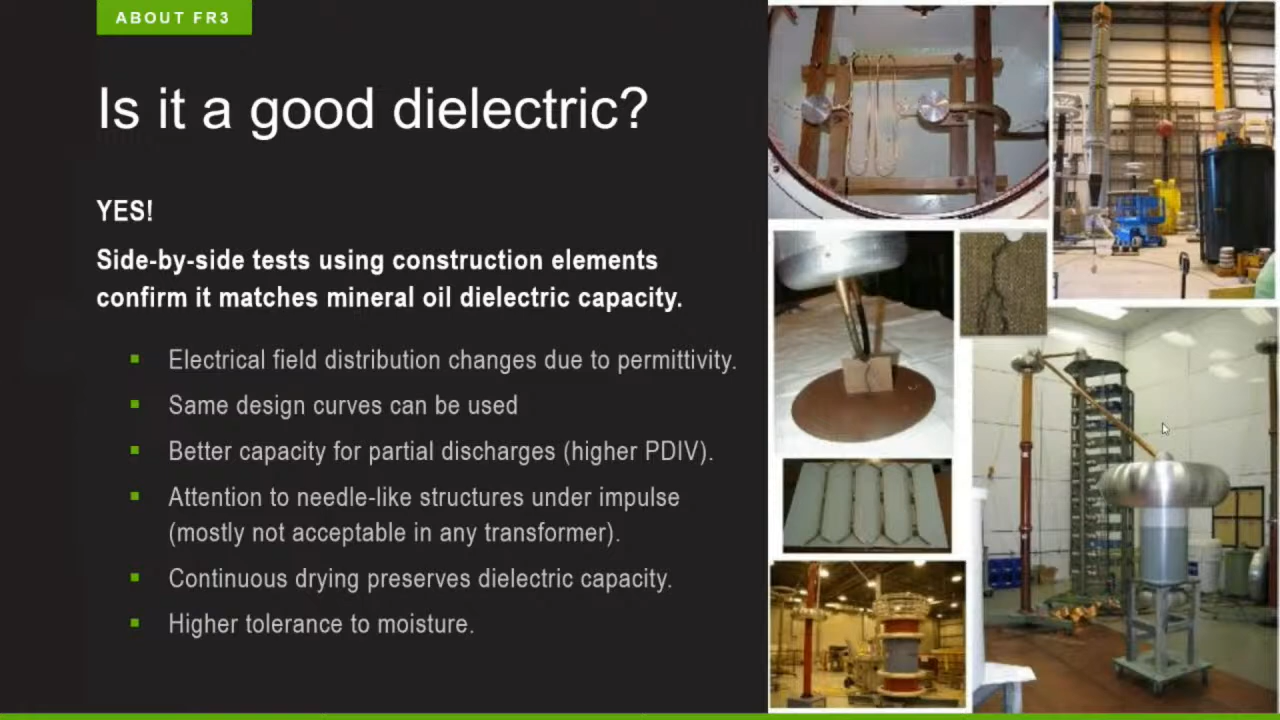 ABOUT FR3
Is it a good dielectric?
YES!
Side-by-side tests using construction elements
confirm it matches mineral oil dielectric capacity.
Electrical field distribution changes due to permittivity.
Same design curves can be used
Better capacity for partial discharges (higher PDIV).
Attention to needle-like structures under impulse
(mostly not acceptable in any transformer).
Continuous drying preserves dielectric capacity.
Higher tolerance to moisture.